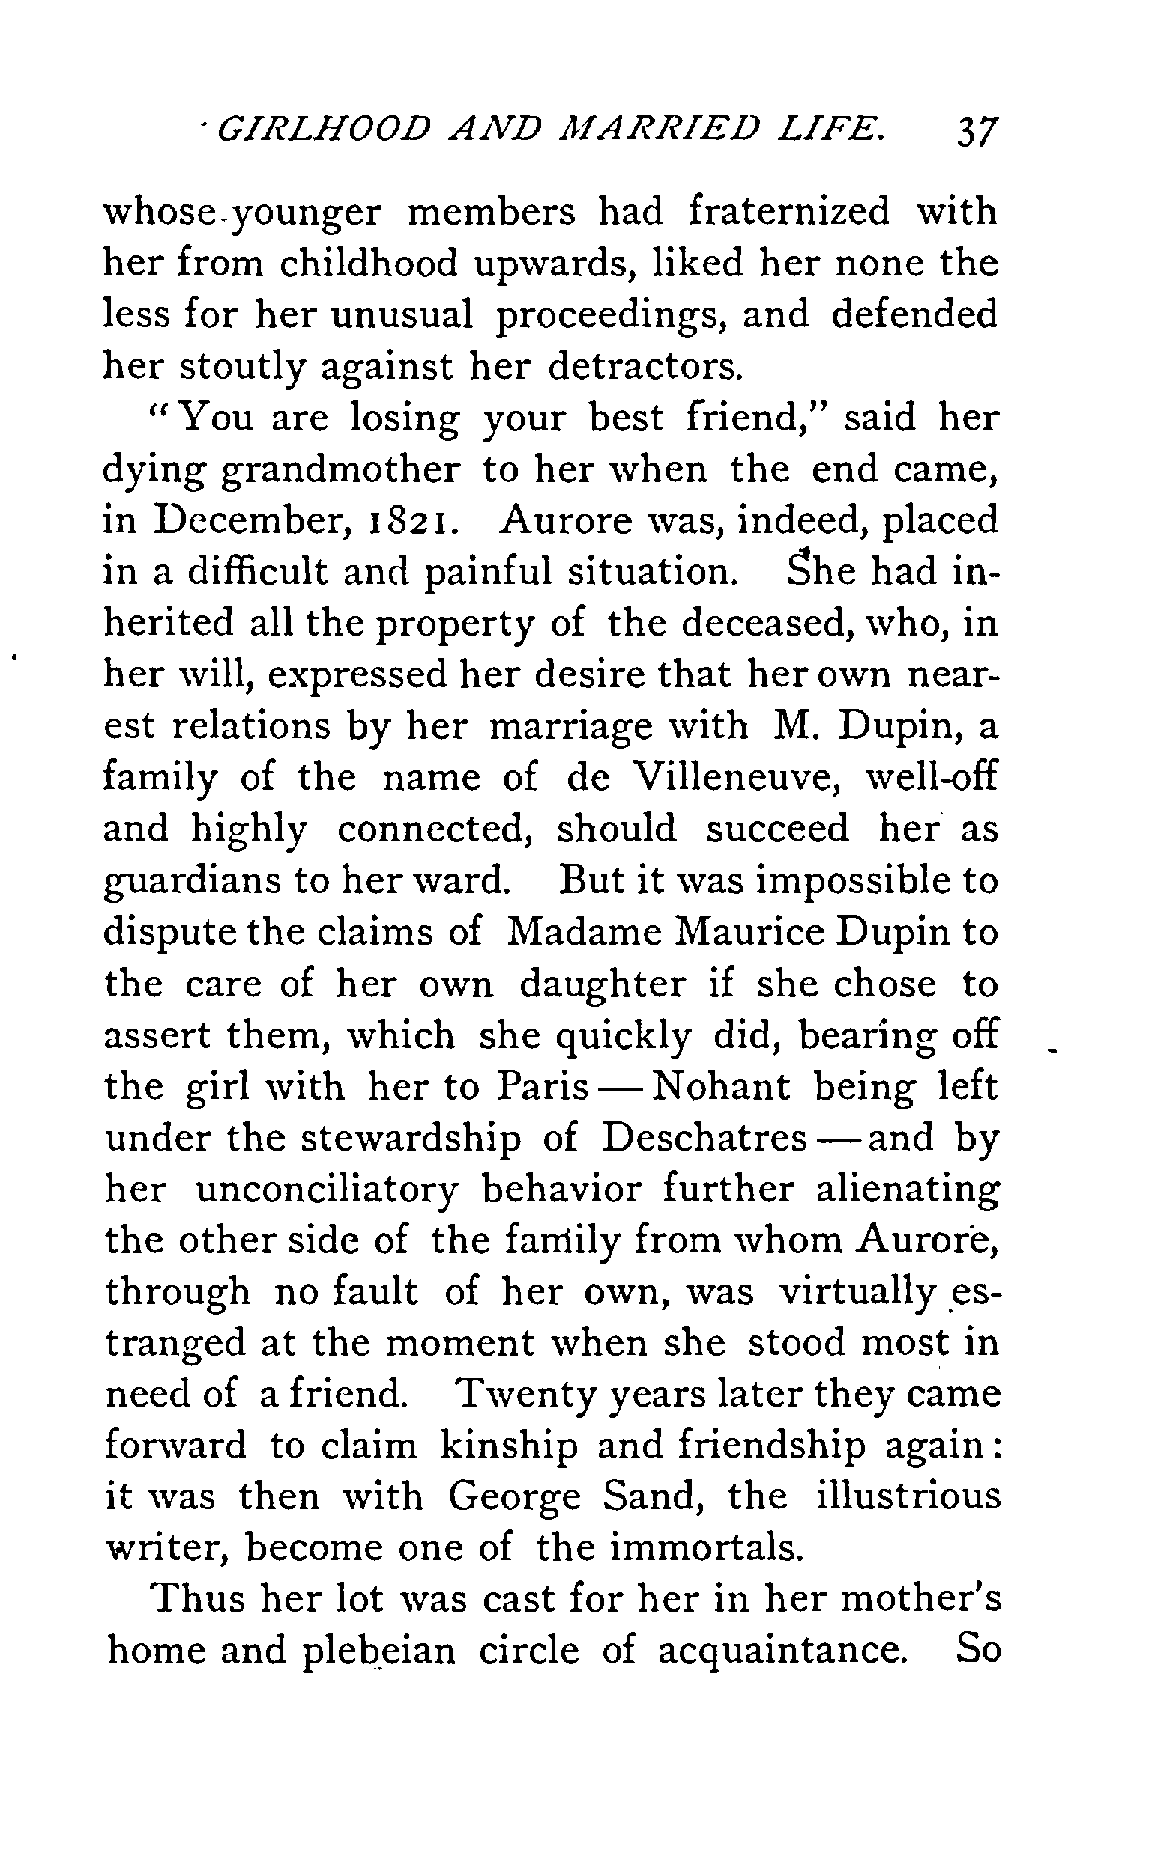 GIRLHOOD AND MARRIED LIFE. 37
whose younger members had fraternized with
her from childhood upwards, liked her none the
less for her unusual proceedings, and defended
her stoutly against her detractors.
"You are losing your best friend," said her
dying grandmother to her when the end came,
in December, 1821. Aurore was, indeed, placed
in a difficult and painful situation. She had in-
herited all the property of the deceased, who, in
her will, expressed her desire that her own near-
est relations by her marriage with M. Dupin, a
family of the name of de Villeneuve, well-off
and highly connected, should succeed her as
guardians to her ward. But it was impossible to
dispute the claims of Madame Maurice Dupin to
the care of her own daughter if she chose to
assert them, which she quickly did, bearing off
the girl with her to Paris — Nohant being left
under the stewardship of Deschatres — and by
her unconciliatory behavior further alienating
the other side of the family from whom Aurore,
through no fault of her own, was virtually es-
tranged at the moment when she stood most in
need of a friend. Twenty years later they came
forward to claim kinship and friendship again:
it was then with George Sand, the illustrious
writer, become one of the immortals.
Thus her lot was cast for her in her mother's
home and plebeian circle of acquaintance. So